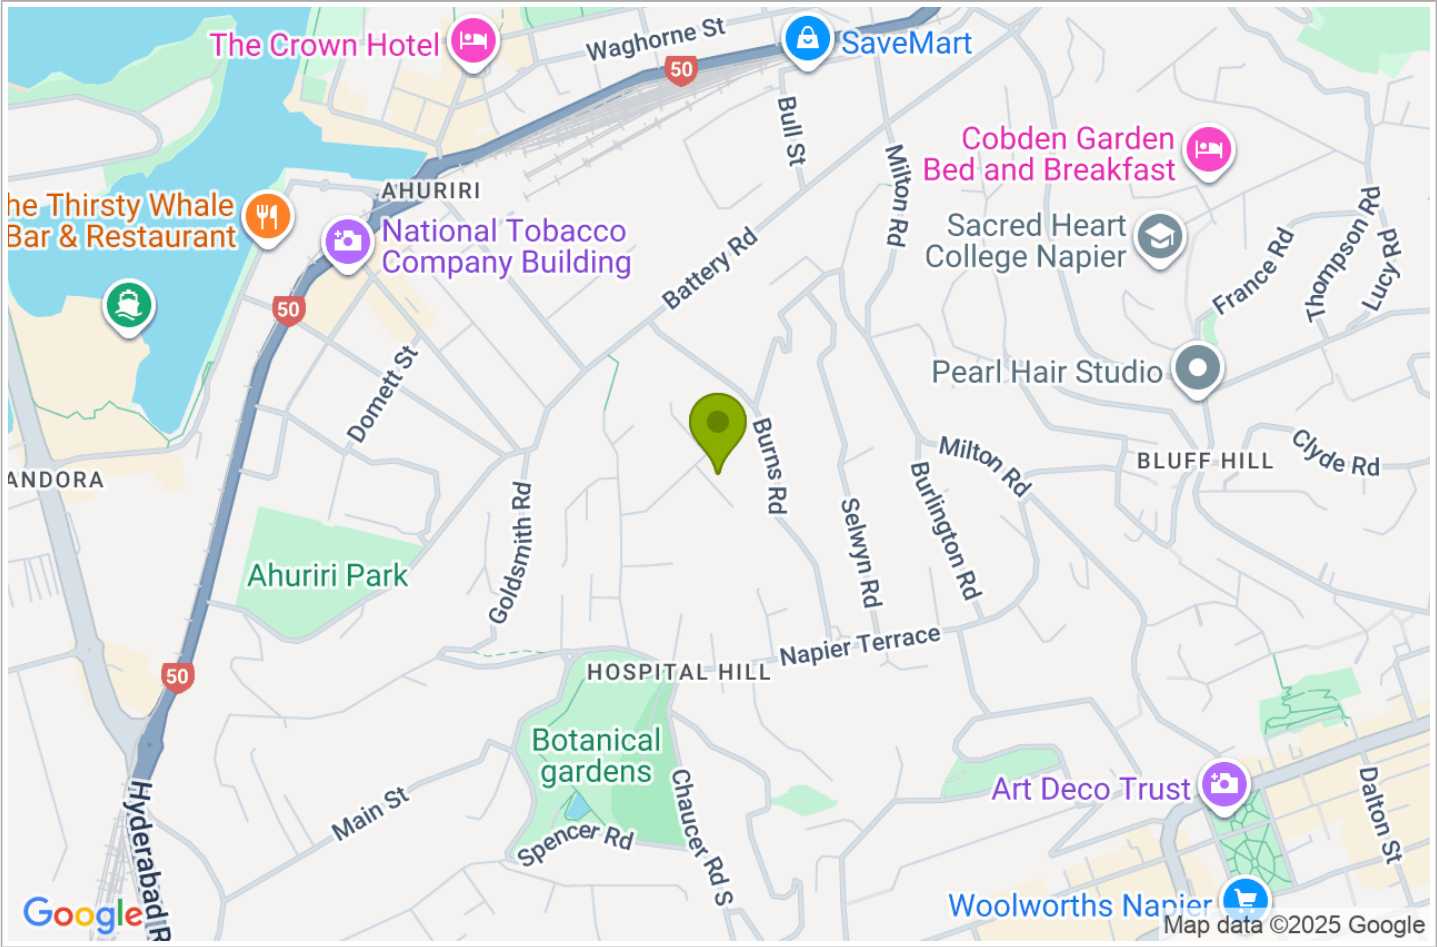 The Crown Hotel
Waghorne St
50
SaveMart
Bull St
Milton Rd
Cobden Garden
Bed and Breakfast
AHURIRI
he Thirsty Whale
Bar & Restaurant
National Tobacco
Company Building
Battery Rd
Sacred Heart
College Napier
France Rd
Thompson Rd
Lucy Rd
50
Domett St
Pearl Hair Studio
Burns Rd
Milton Rd
BLUFF HILL
Clyde Rd
ANDORA
Goldsmith Rd
Selwyn Rd
Burlington Rd
Ahuriri Park
Napier Terrace
HOSPITAL HILL
50
Botanical
gardens
Main St
Spencer Rd
Chaucer Rd S
Art Deco Trust
Dalton St
Hyderabad R
Woolworths Napier
Google
Map data ©2025 Google